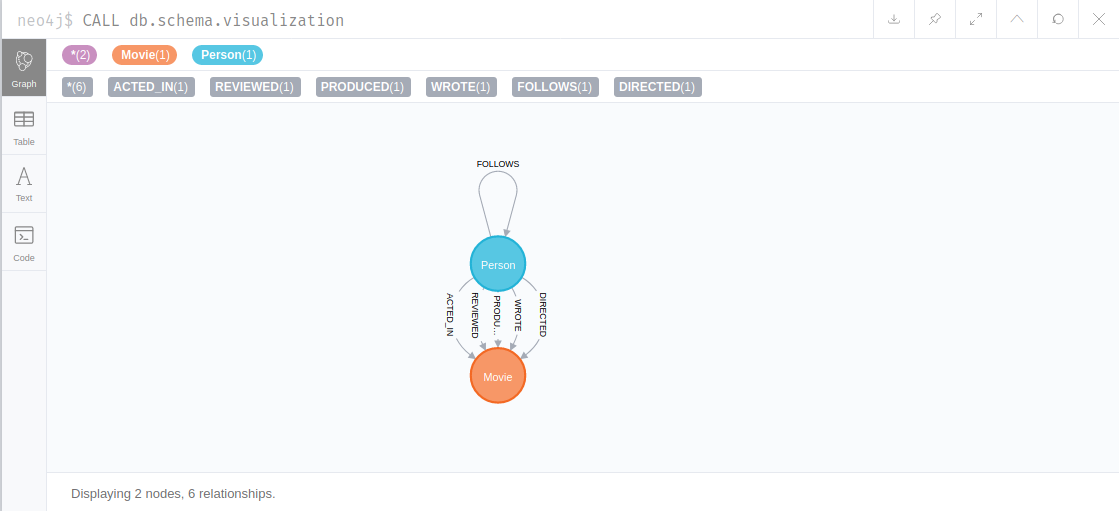 neo4j$ CALL db.schema.visualization
Graph
Table
Text
Code
*(2) Movie(1) Person(1)
*(6) ACTED_IN(1) REVIEWED(1) PRODUCED(1) WROTE(1) FOLLOWS(1) DIRECTED(1)
FOLLOWS
Person
ACTED_IN
REVIEWED
PRODU...
WROTE
DIRECTED
Movie
Displaying 2 nodes, 6 relationships.